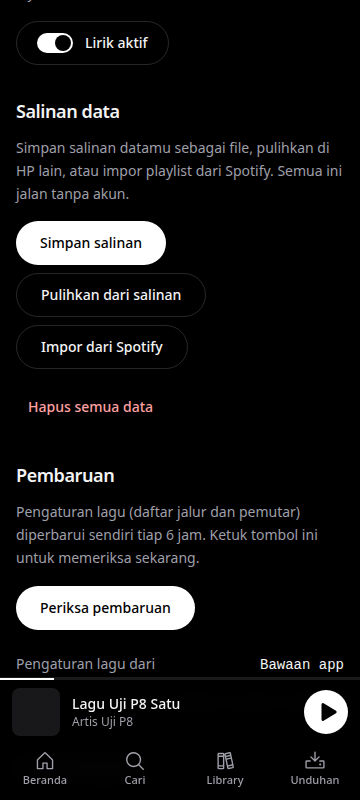 Lirik aktif
Salinan data
Simpan salinan datamu sebagai file, pulihkan di
HP lain, atau impor playlist dari Spotify. Semua ini
jalan tanpa akun.
Simpan salinan
Pulihkan dari salinan
Impor dari Spotify
Hapus semua data
Pembaruan
Pengaturan lagu (daftar jalur dan pemutar)
diperbarui sendiri tiap 6 jam. Ketuk tombol ini
untuk memeriksa sekarang.
Periksa pembaruan
Pengaturan lagu dari Bawaan app
Lagu Uji P8 Satu
Artis Uji P8
Beranda Cari Library Unduhan